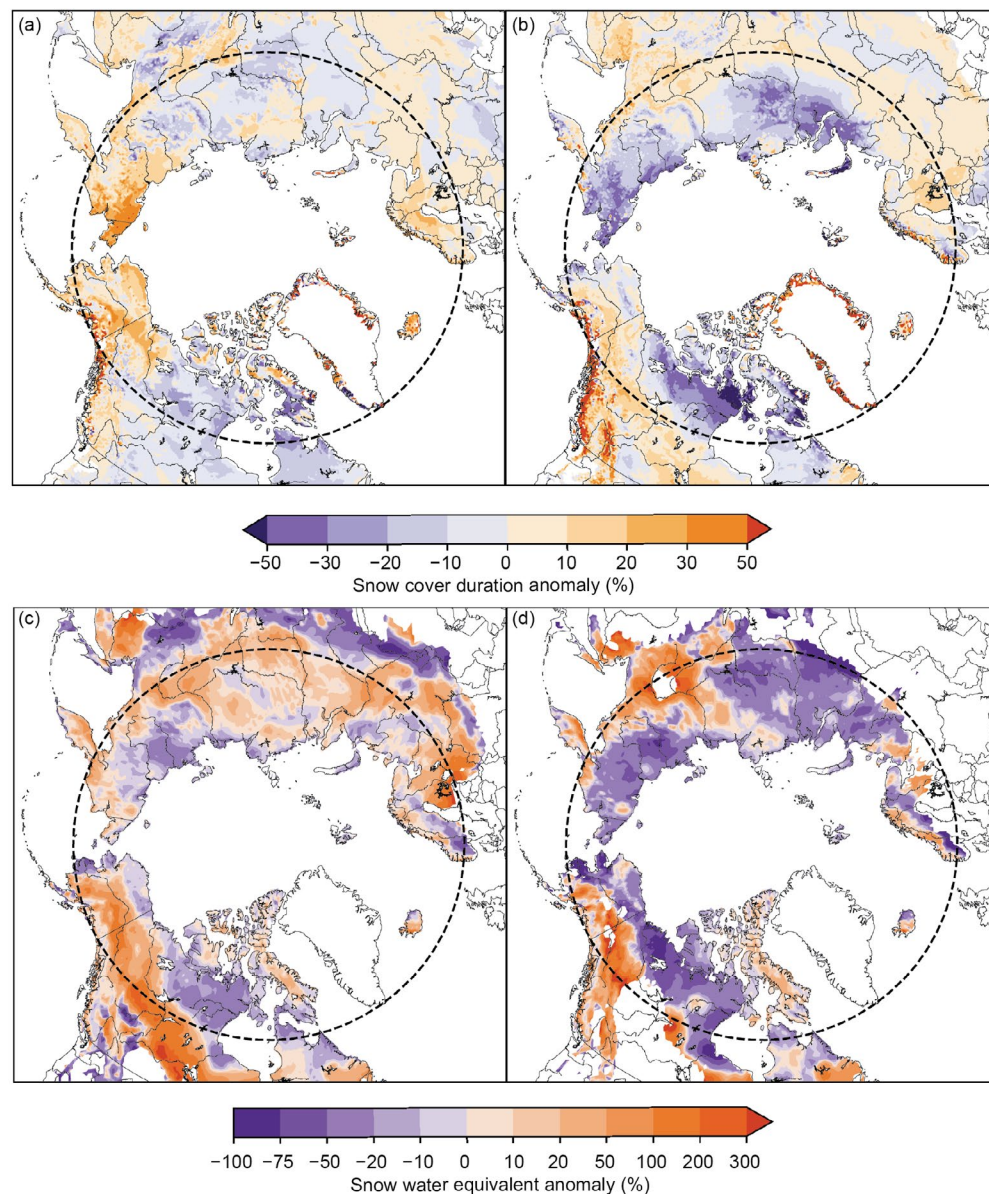 (a)
(b)
−50 −30 −20 −10 0 10 20 30 50
Snow cover duration anomaly (%)
(c)
(d)
−100 −75 −50 −20 −10 0 10 20 50 100 200 300
Snow water equivalent anomaly (%)